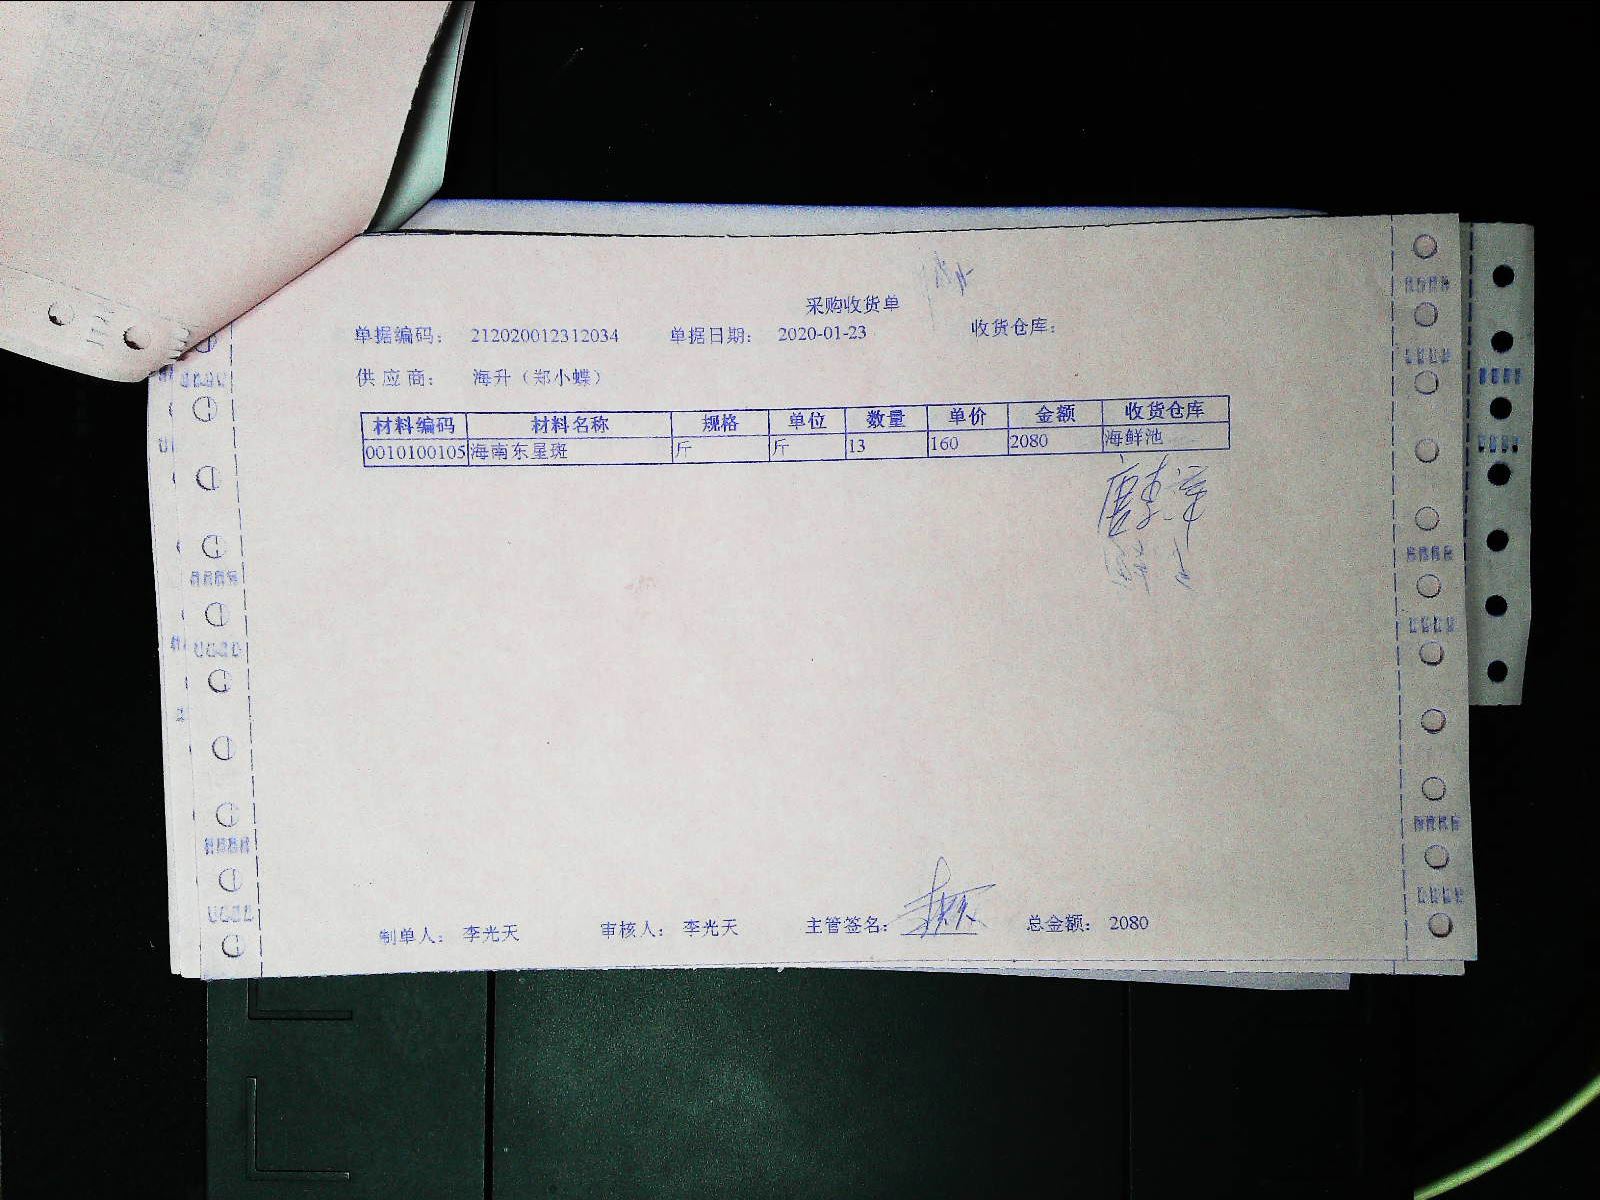 采购收货单
单据编码： 212020012312034 单据日期： 2020-01-23 收货仓库：
供应商： 海升（郑小蝶）
材料编码 材料名称 规格 单位 数量 单价 金额 收货仓库
0010100105 海南东星斑 斤 斤 13 160 2080 海鲜池
制单人： 李光天 审核人： 李光天 主管签名： 总金额： 2080